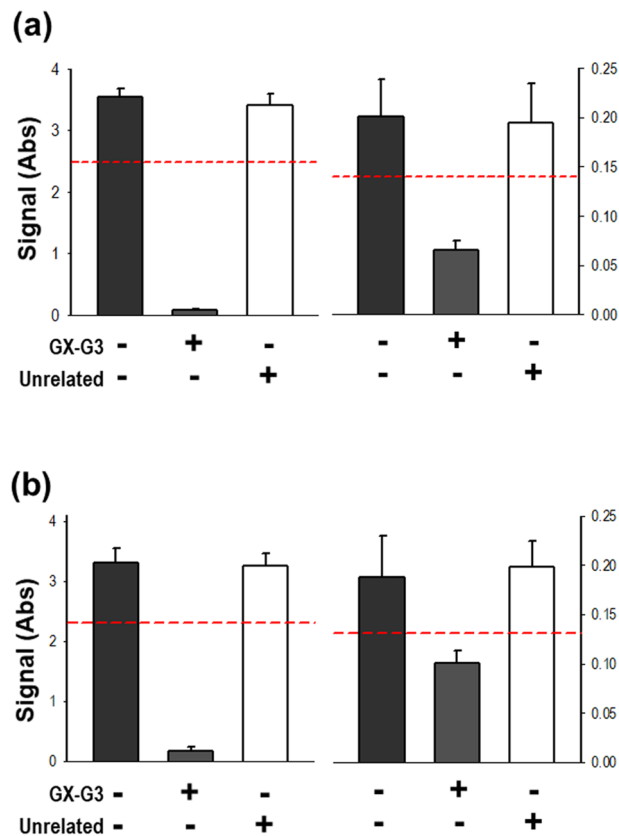 (a)
Signal (Abs)
4
3
2
1
0
0.25
0.20
0.15
0.10
0.05
0.00
GX-G3 - + - - + -
Unrelated - - + - - +
(b)
Signal (Abs)
4
3
2
1
0
0.25
0.20
0.15
0.10
0.05
0.00
GX-G3 - + - - + -
Unrelated - - + - - +